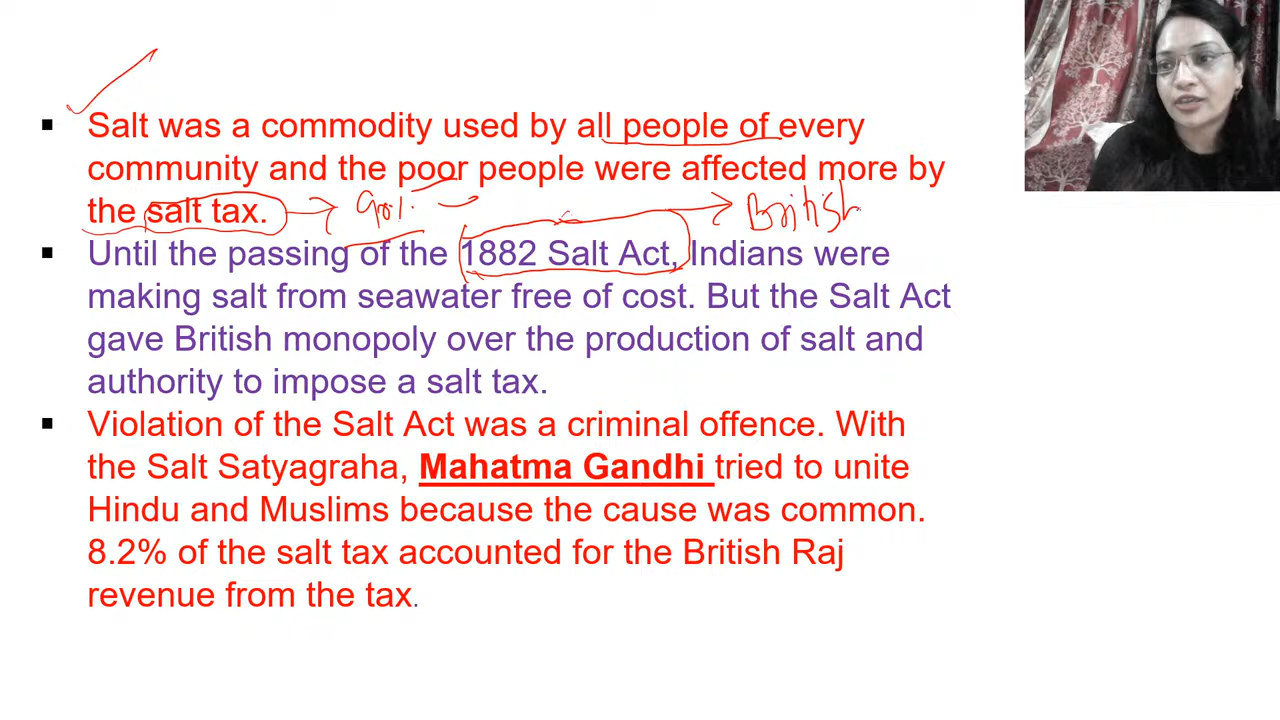 Salt was a commodity used by all people of every
community and the poor people were affected more by
the salt tax.
British
Until the passing of the 1882 Salt Act, Indians were
making salt from seawater free of cost. But the Salt Act
gave British monopoly over the production of salt and
authority to impose a salt tax.
Violation of the Salt Act was a criminal offence. With
the Salt Satyagraha, Mahatma Gandhi tried to unite
Hindu and Muslims because the cause was common.
8.2% of the salt tax accounted for the British Raj
revenue from the tax.